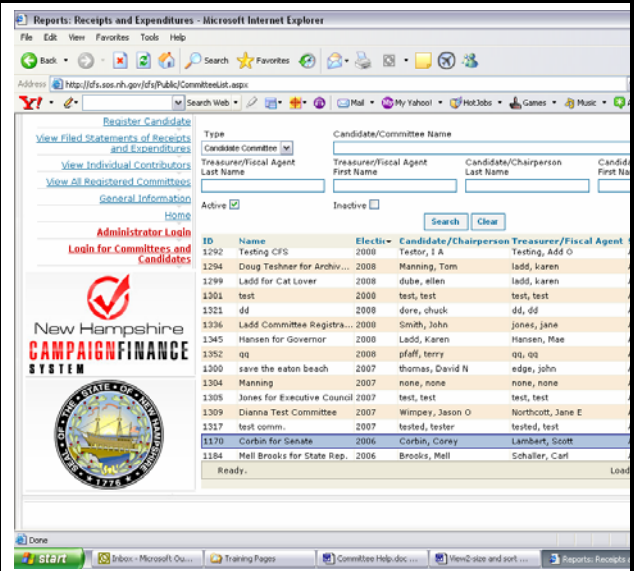 Reports: Receipts and Expenditures - Microsoft Internet Explorer
File Edit View Favorites Tools Help
Back Search Favorites
Address http://cfs.sos.nh.gov/cfs/Public/CommitteeList.aspx
Y! Search Web Mail My Yahoo! HotJobs Games Music
Register Candidate
View Filed Statements of Receipts and Expenditures
View Individual Contributors
View All Registered Committees
General Information
Home
Administrator Login
Login for Committees and Candidates
New Hampshire
CAMPAIGNFINANCE
SYSTEM
SEAL OF THE STATE OF NEW HAMPSHIRE
1776
Type Candidate/Committee Name
Candidate Committee
Treasurer/Fiscal Agent Last Name Treasurer/Fiscal Agent First Name Candidate/Chairperson Last Name Candida First Na
Active Inactive
Search Clear
ID Name Electic Candidate/Chairperson Treasurer/Fiscal Agent
1292 Testing CFS 2008 Testor, I A Testing, Add O
1294 Doug Teshner for Archiv... 2008 Manning, Tom ladd, karen
1299 Ladd for Cat Lover 2008 dube, ellen ladd, karen
1301 test 2008 test, test test, test
1321 dd 2008 dore, chuck dd, dd
1336 Ladd Committee Registra... 2008 Smith, John jones, jane
1345 Hansen for Governor 2008 Ladd, Karen Hansen, Mae
1352 qq 2008 pfaff, terry qq, qq
1300 save the eaton beach 2007 thomas, David N edge, john
1304 Manning 2007 none, none none, none
1305 Jones for Executive Council 2007 test, test test, test
1309 Dianna Test Committee 2007 Wimpey, Jason O Northcott, Jane E
1317 test comm. 2007 tested, tester tested, test
1170 Corbin for Senate 2006 Corbin, Corey Lambert, Scott
1184 Mell Brooks for State Rep. 2006 Brooks, Mell Schaller, Carl
Ready. Load
Done
start Inbox - Microsoft Ou... Training Pages Committee Help.doc ... View2-size and sort ... Reports: Receipts a